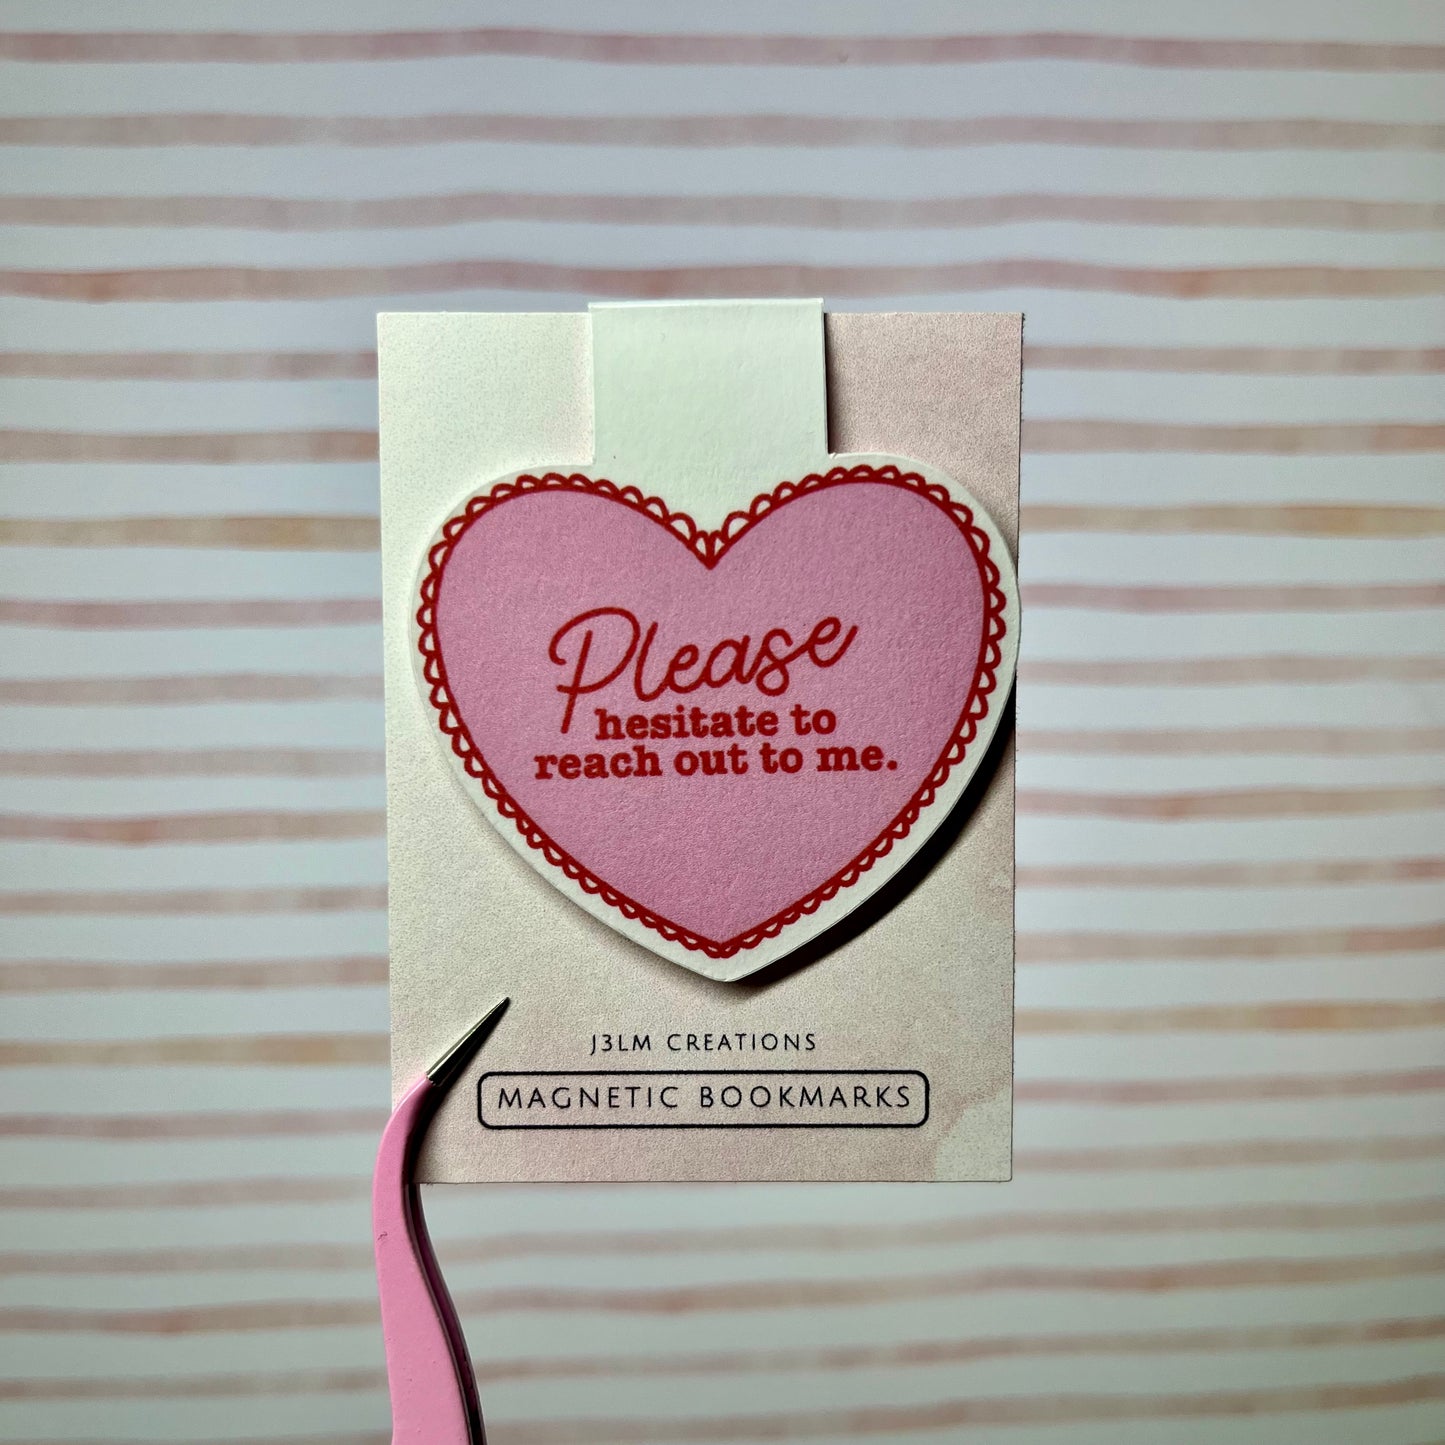 Please
hesitate to
reach out to me.
J3LM CREATIONS
MAGNETIC BOOKMARKS